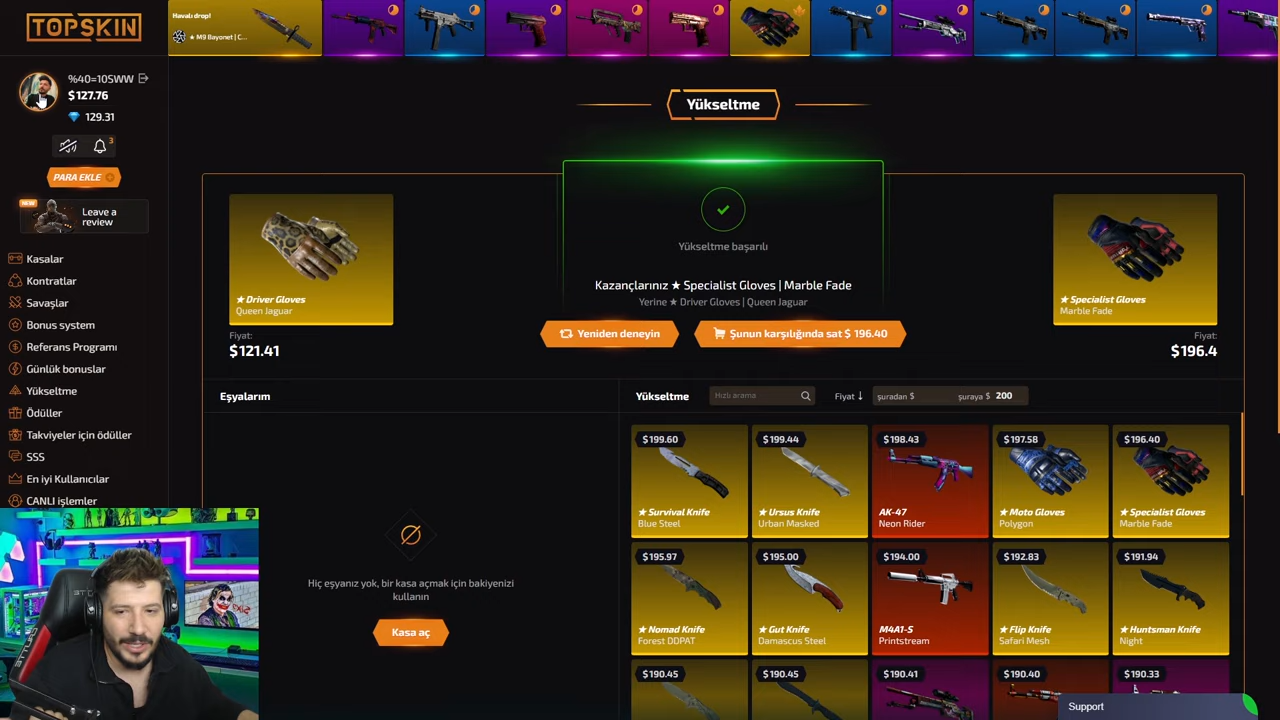 TOPSKIN
Havalı drop!
★ M9 Bayonet | C...
%40=10SWW
$127.76
129.31
3
PARA EKLE
NEW
Leave a
review
Kasalar
Kontratlar
Savaşlar
Bonus system
Referans Programı
Günlük bonuslar
Yükseltme
Ödüller
Takviyeler için ödüller
SSS
En iyi Kullanıcılar
CANLI işlemler
Yükseltme
★ Driver Gloves
Queen Jaguar
Fiyat:
$121.41
Yükseltme başarılı
Kazançlarınız ★ Specialist Gloves | Marble Fade
Yerine ★ Driver Gloves | Queen Jaguar
Yeniden deneyin
Şunun karşılığında sat $ 196.40
★ Specialist Gloves
Marble Fade
Fiyat:
$196.4
Eşyalarım
Hiç eşyanız yok, bir kasa açmak için bakiyenizi
kullanın
Kasa aç
Yükseltme
Hızlı arama
Fiyat
şuradan $
şuraya $ 200
$199.60
★ Survival Knife
Blue Steel
$199.44
★ Ursus Knife
Urban Masked
$198.43
AK-47
Neon Rider
$197.58
★ Moto Gloves
Polygon
$196.40
★ Specialist Gloves
Marble Fade
$195.97
★ Nomad Knife
Forest DDPAT
$195.00
★ Gut Knife
Damascus Steel
$194.00
M4A1-S
Printstream
$192.83
★ Flip Knife
Safari Mesh
$191.94
★ Huntsman Knife
Night
$190.45
$190.45
$190.41
$190.40
$190.33
Support